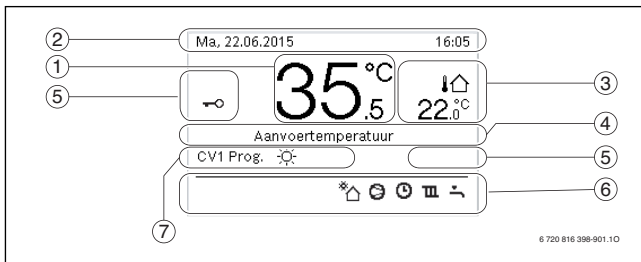 ② Ma, 22.06.2015 16:05
① 35.5 °C
③ 22.0 °C
⑤
④ Aanvoertemperatuur
CV1 Prog. ⑤
⑦ ⑥
6 720 816 398-901.1O